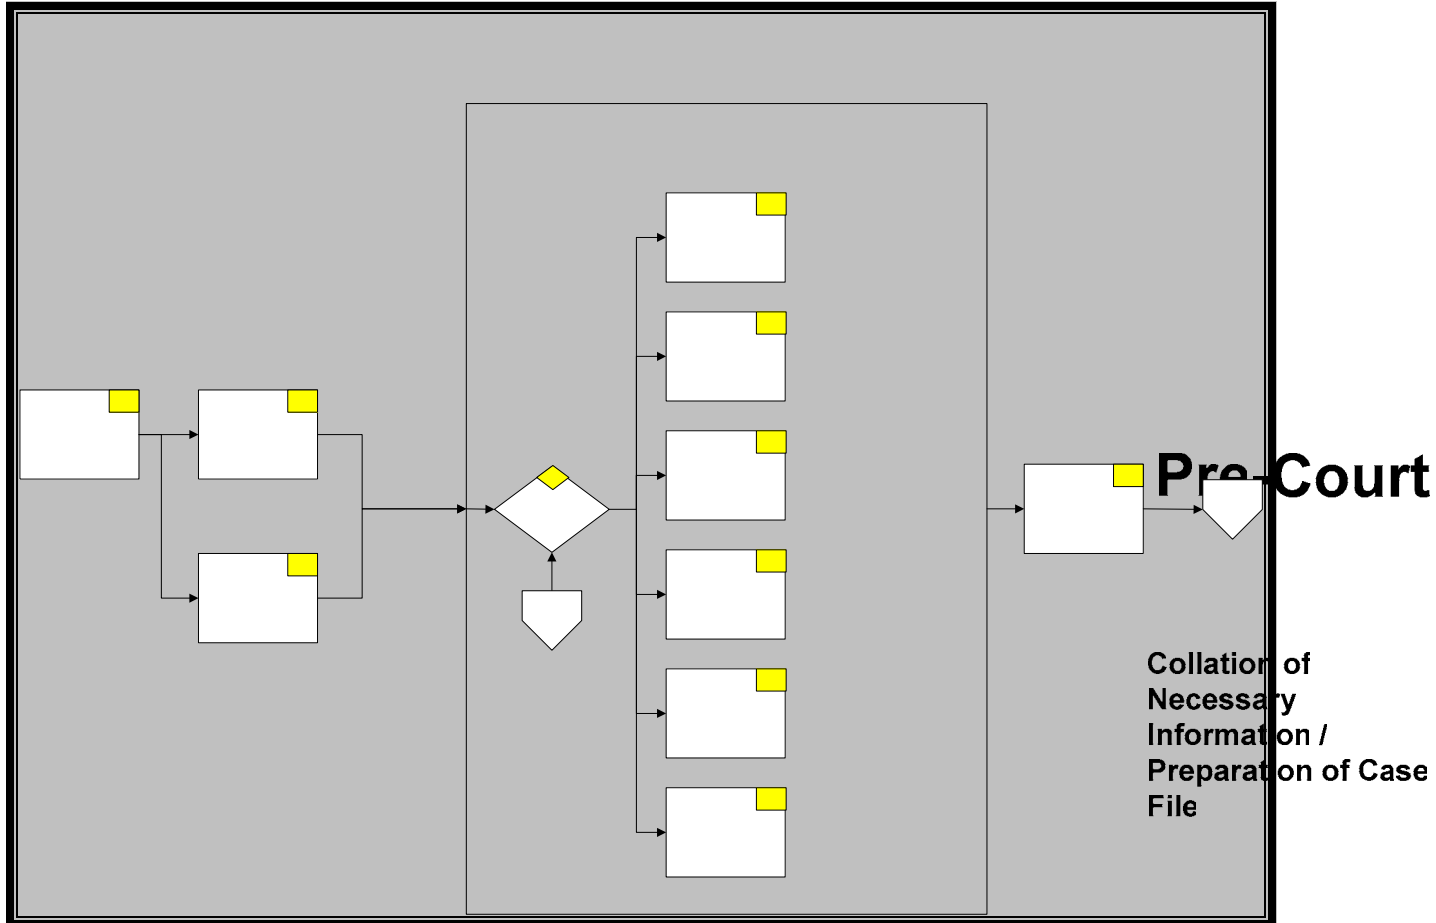 Pre-Court
Collation of
Necessary
Information /
Preparation of Case
File